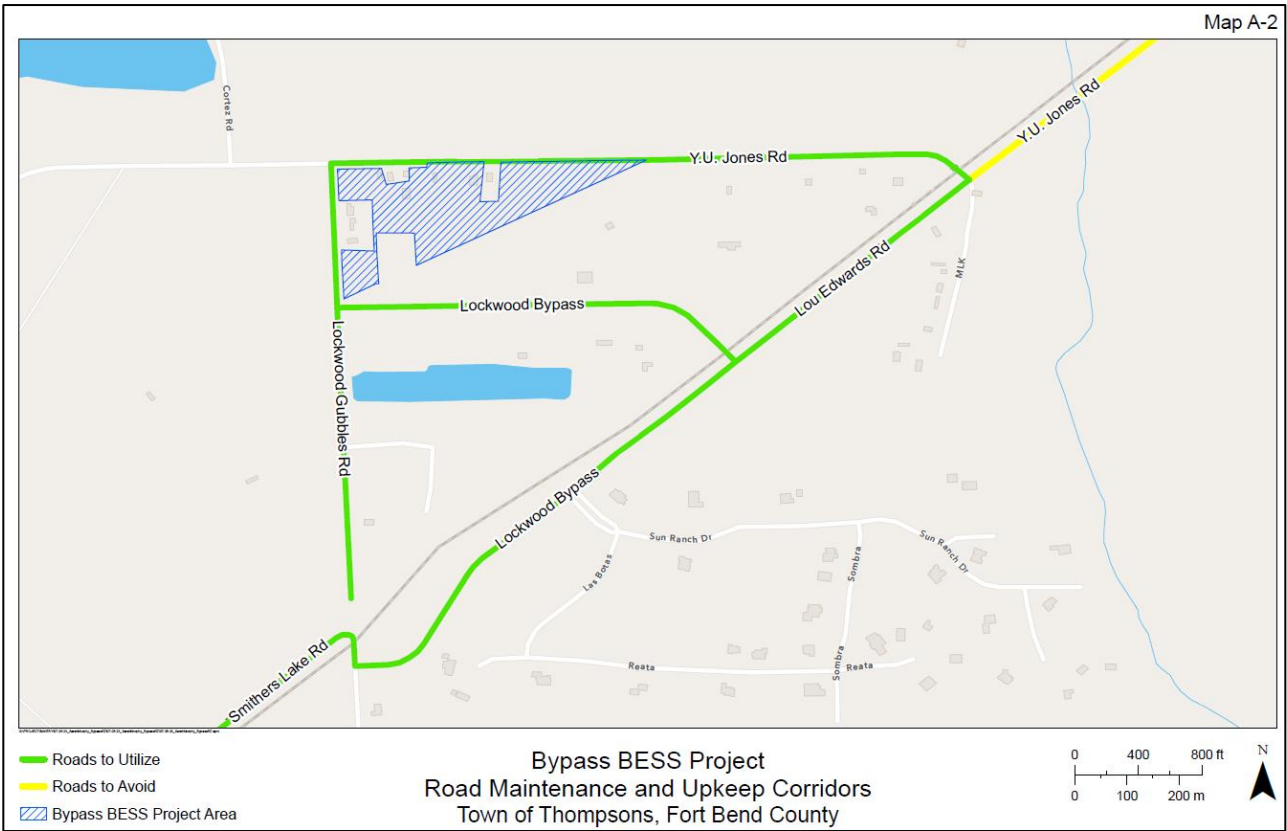 Map A-2
Cortez Rd
Y.U. Jones Rd
Y.U. Jones Rd
Lou Edwards Rd
MLK
Lockwood Bypass
Lockwood Gubbles Rd
Lockwood Bypass
Sun Ranch Dr
Sun Ranch Dr
Las Botas
Sombra
Smithers Lake Rd
Reata
Sombra
Reata
Roads to Utilize
Roads to Avoid
Bypass BESS Project Area
Bypass BESS Project
Road Maintenance and Upkeep Corridors
Town of Thompsons, Fort Bend County
0 400 800 ft
0 100 200 m
N